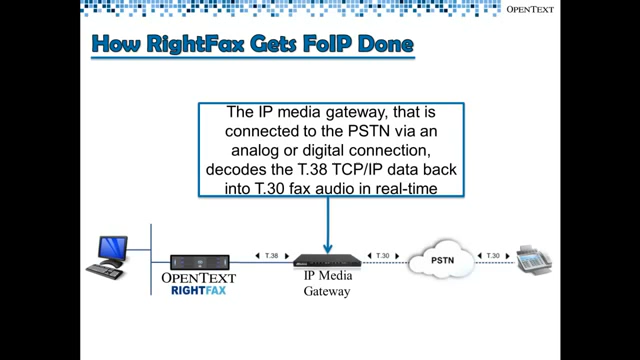 OPENTEXT
How RightFax Gets FoIP Done
The IP media gateway, that is
connected to the PSTN via an
analog or digital connection,
decodes the T.38 TCP/IP data back
into T.30 fax audio in real-time
T.38
T.30
PSTN
T.30
OPENTEXT
RIGHTFAX
IP Media
Gateway